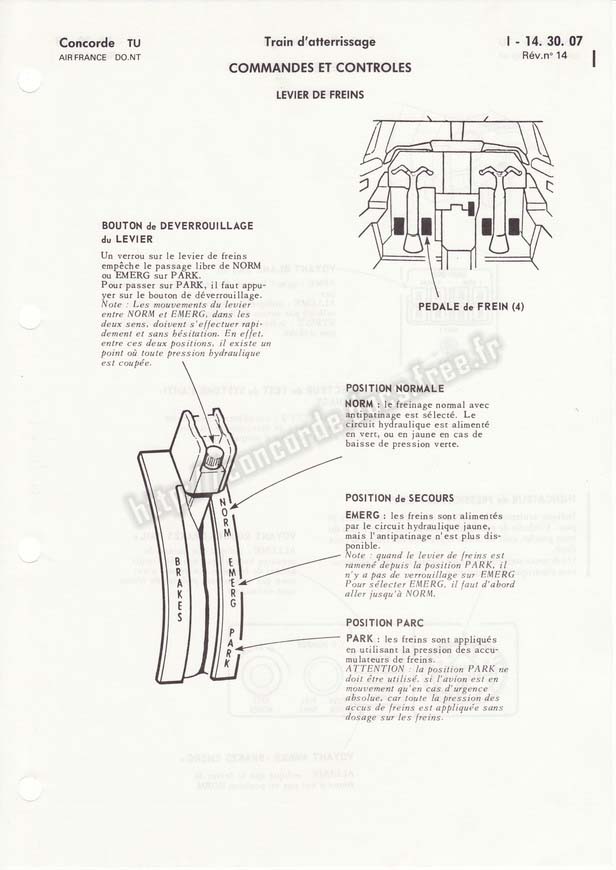 Concorde TU
AIR FRANCE DO.NT
Train d'atterrissage
COMMANDES ET CONTROLES
LEVIER DE FREINS
I - 14. 30. 07
Rév.n° 14
BOUTON de DEVERROUILLAGE
du LEVIER
Un verrou sur le levier de freins
empêche le passage libre de NORM
ou EMERG sur PARK.
Pour passer sur PARK, il faut appu-
yer sur le bouton de déverrouillage.
Note : Les mouvements du levier
entre NORM et EMERG, dans les
deux sens, doivent s'effectuer rapi-
dement et sans hésitation. En effet,
entre ces deux positions, il existe un
point où toute pression hydraulique
est coupée.
PEDALE de FREIN (4)
POSITION NORMALE
NORM : le freinage nomal avec
antipatinage est sélecté. Le
circuit hydraulique est alimenté
en vert, ou en jaune en cas de
baisse de pression verte.
POSITION de SECOURS
EMERG : les freins sont alimentés
par le circuit hydraulique jaune,
mais l'antipatinage n'est plus dis-
ponible.
Note : quand le levier de freins est
ramené depuis la position PARK, il
n'y a pas de verrouillage sur EMERG
Pour sélecter EMERG, il faut d'abord
aller jusqu'à NORM.
POSITION PARC
PARK : les freins sont appliqués
en utilisant la pression des accu-
mulateurs de freins.
ATTENTION : la position PARK ne
doit être utilisé, si l'avion est en
mouvement qu'en cas d'urgence
absolue, car toute la pression des
accus de freins est appliquée sans
dosage sur les freins.
BRAKES
NORM
EMERG
PARK